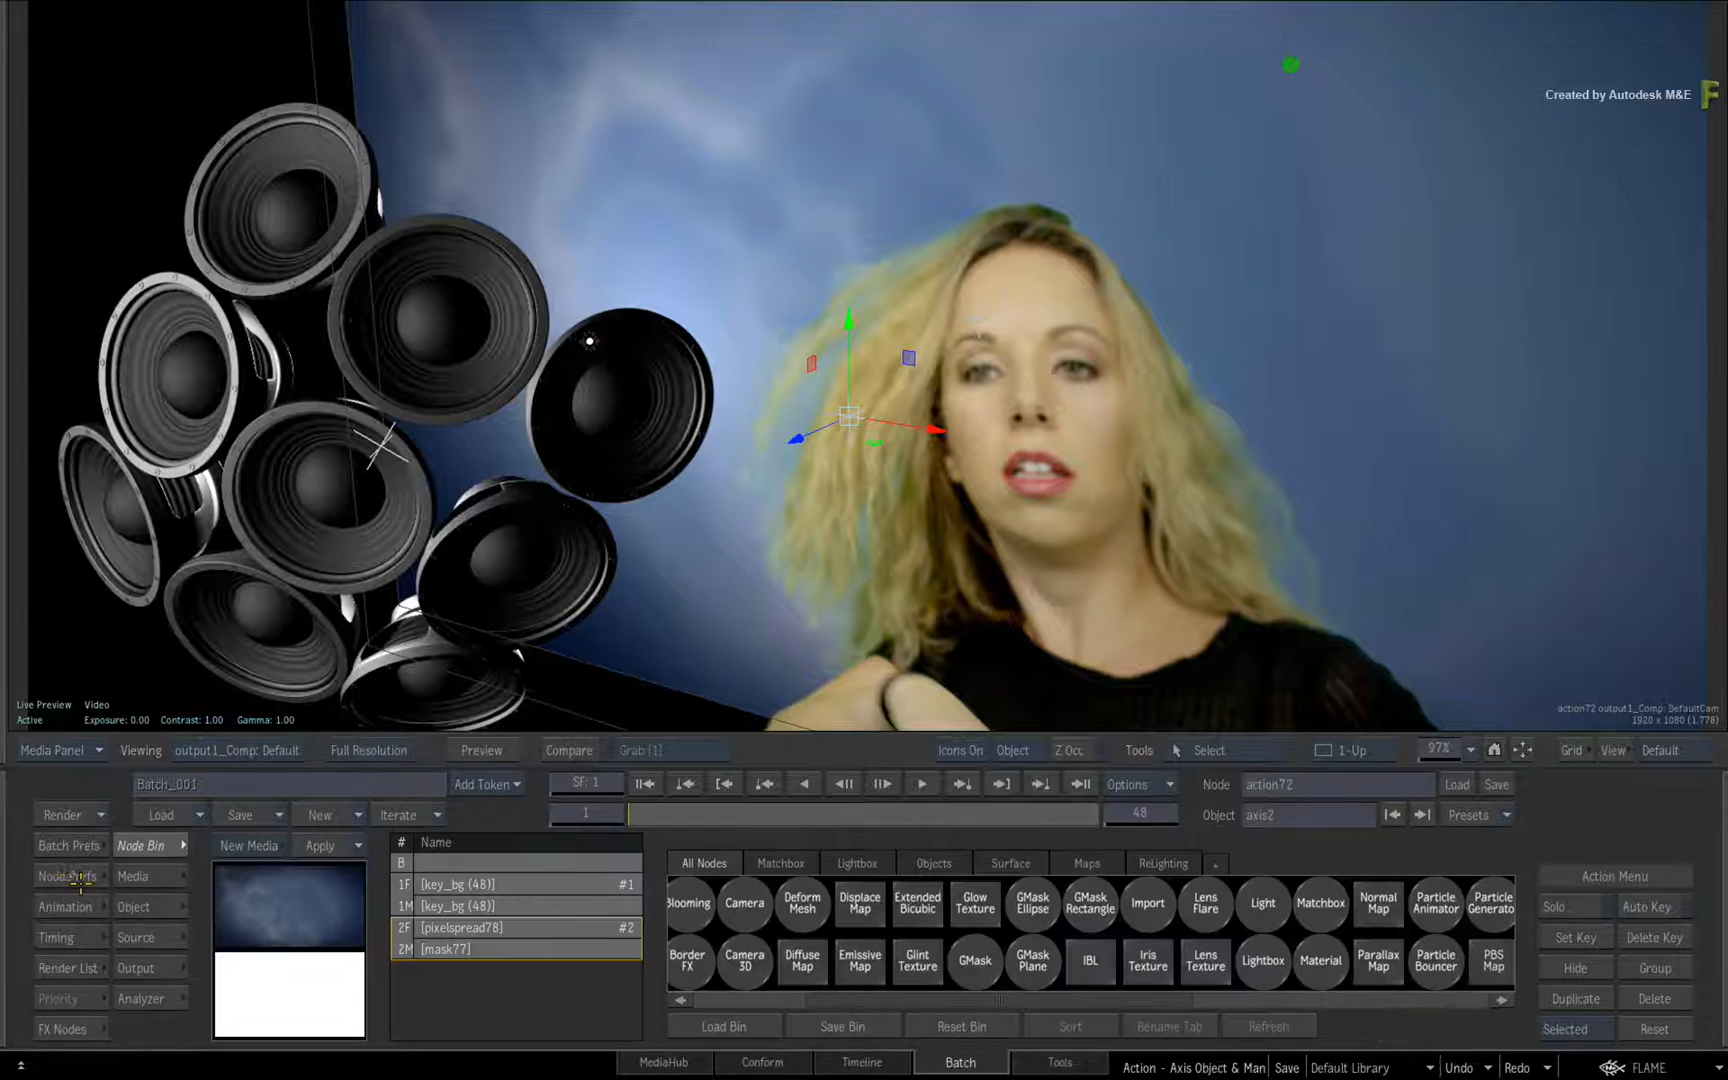 Created by Autodesk M&E
Live Preview Video
Active Exposure: 0.00 Contrast: 1.00 Gamma: 1.00
action72 output1_Comp: DefaultCam
1920 x 1080 (1.778)
Media Panel Viewing output1_Comp: Default Full Resolution Preview Compare Grab [1] Icons On Object Z Occ Tools Select 1-Up 97% Grid View Default
Batch_001 Add Token SF: 1 Options Node action72 Load Save
Render Load Save New Iterate 1 48 Object axis2 Presets
Batch Prefs Node Bin New Media Apply # Name
B
All Nodes Matchbox Lightbox Objects Surface Maps ReLighting +
Media 1F [key_bg (48)] #1 Action Menu
Animation Object 1M [key_bg (48)] Solo Auto Key
Blooming Camera Deform Mesh Displace Map Extended Bicubic Glow Texture GMask Ellipse GMask Rectangle Import Lens Flare Light Matchbox Normal Map Particle Animator Particle Generato
2F [pixelspread78] #2
Timing Source 2M [mask77] Set Key Delete Key
Border FX Camera 3D Diffuse Map Emissive Map Glint Texture GMask GMask Plane IBL Iris Texture Lens Texture Lightbox Material Parallax Map Particle Bouncer PBS Map
Render List Output Hide Group
Priority Analyzer Duplicate Delete
FX Nodes Load Bin Save Bin Reset Bin Sort Rename Tab Refresh Selected Reset
MediaHub Conform Timeline Batch Tools Action - Axis Object & Man Save Default Library Undo Redo FLAME